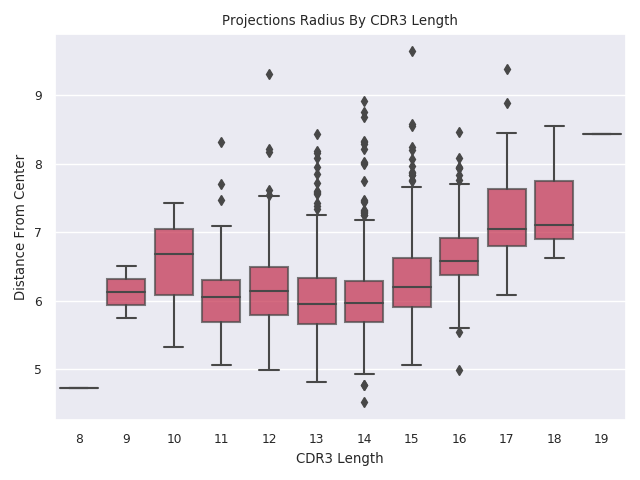 Projections Radius By CDR3 Length
9
8
7
6
5
Distance From Center
8 9 10 11 12 13 14 15 16 17 18 19
CDR3 Length